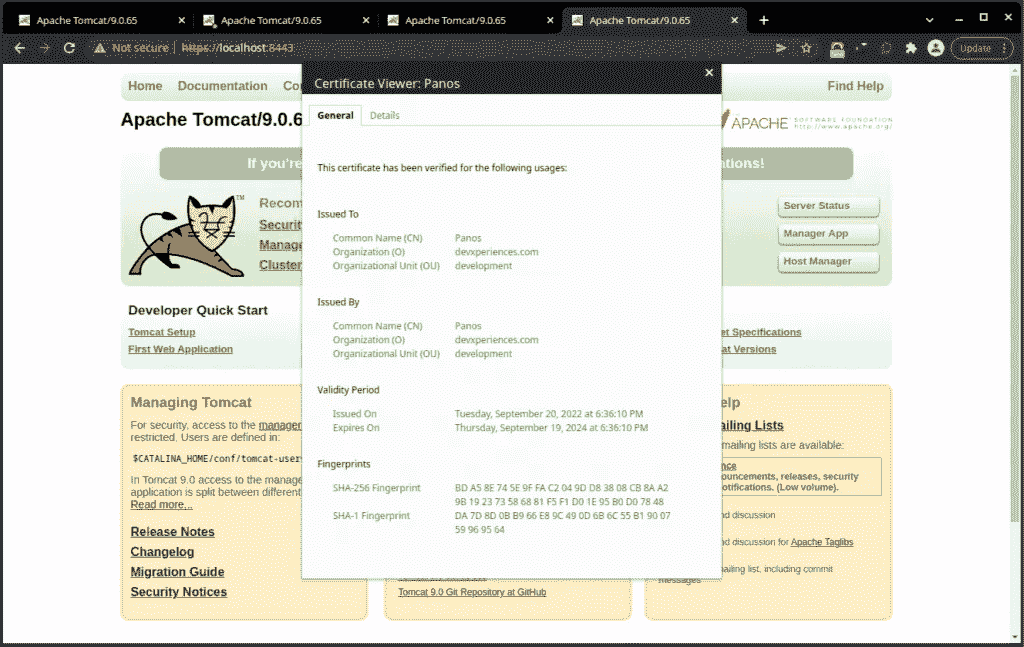 Apache Tomcat/9.0.65
Apache Tomcat/9.0.65
Apache Tomcat/9.0.65
Apache Tomcat/9.0.65
Not secure | https://localhost:8443
Update
Home Documentation Co
Find Help
Certificate Viewer: Panos
General Details
Apache Tomcat/9.0.6
APACHE SOFTWARE FOUNDATION
http://www.apache.org/
If you're
tions!
This certificate has been verified for the following usages:
Recom
Securit
Manage
Cluster
Server Status
Manager App
Host Manager
Issued To
Common Name (CN) Panos
Organization (O) devxperiences.com
Organizational Unit (OU) development
Issued By
Common Name (CN) Panos
Organization (O) devxperiences.com
Organizational Unit (OU) development
Developer Quick Start
Tomcat Setup
First Web Application
et Specifications
at Versions
Validity Period
Issued On Tuesday, September 20, 2022 at 6:36:10 PM
Expires On Thursday, September 19, 2024 at 6:36:10 PM
Fingerprints
SHA-256 Fingerprint BD A5 8E 74 5E 9F FA C2 04 9D D8 38 08 CB 8A A2
9B 19 23 73 58 68 81 F5 F1 D0 1E 95 B0 D0 78 48
SHA-1 Fingerprint DA 7D 8D 0B B9 66 E8 9C 49 0D 6B 6C 55 B1 90 07
59 96 95 64
Managing Tomcat
For security, access to the manager
restricted. Users are defined in:
$CATALINA_HOME/conf/tomcat-user
In Tomcat 9.0 access to the manage
application is split between different
Read more...
Release Notes
Changelog
Migration Guide
Security Notices
Tomcat 9.0 Git Repository at GitHub
elp
ailing Lists
mailing lists are available:
nce
ouncements, releases, security
otifications. (Low volume).
nd discussion
nd discussion for Apache Taglibs
ailing list, including commit
messages